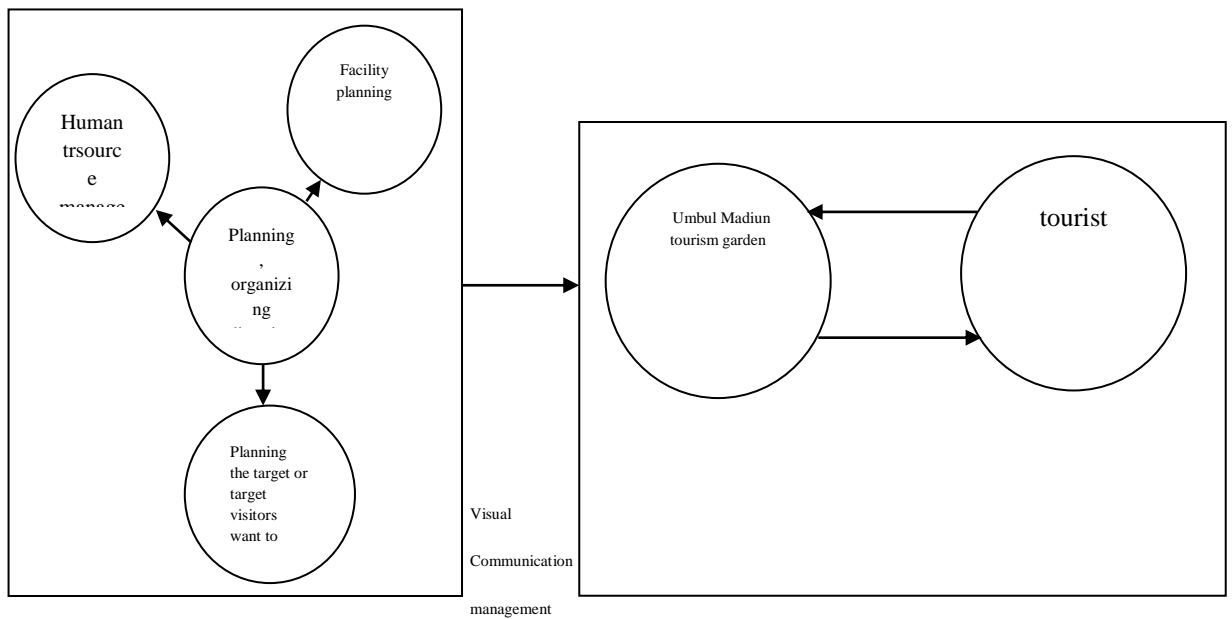 Facility
planning
Human
trsourc
e
Planning
,
organizi
ng
Planning
the target or
target
visitors
want to
Visual
Communication
management
Umbul Madiun
tourism garden
tourist